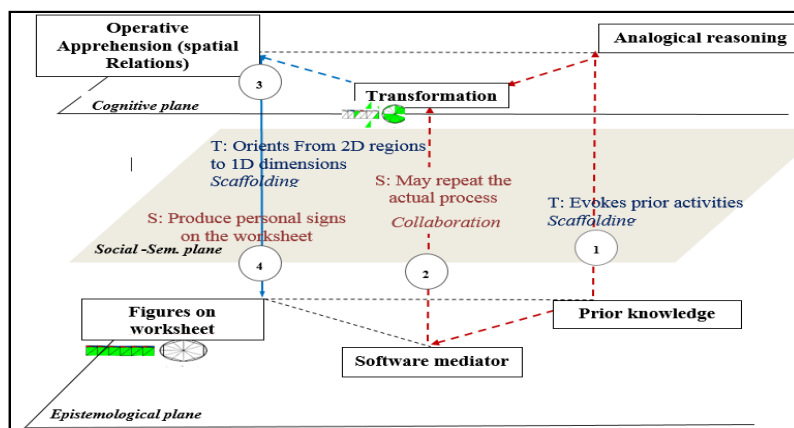 Operative
Apprehension (spatial
Relations)
Analogical reasoning
3
Transformation
Cognitive plane
T: Orients From 2D regions
to 1D dimensions
Scaffolding
S: May repeat the
actual process
Collaboration
T: Evokes prior activities
Scaffolding
S: Produce personal signs
on the worksheet
Social -Sem. plane
4
2
1
Figures on
worksheet
Prior knowledge
Software mediator
Epistemological plane